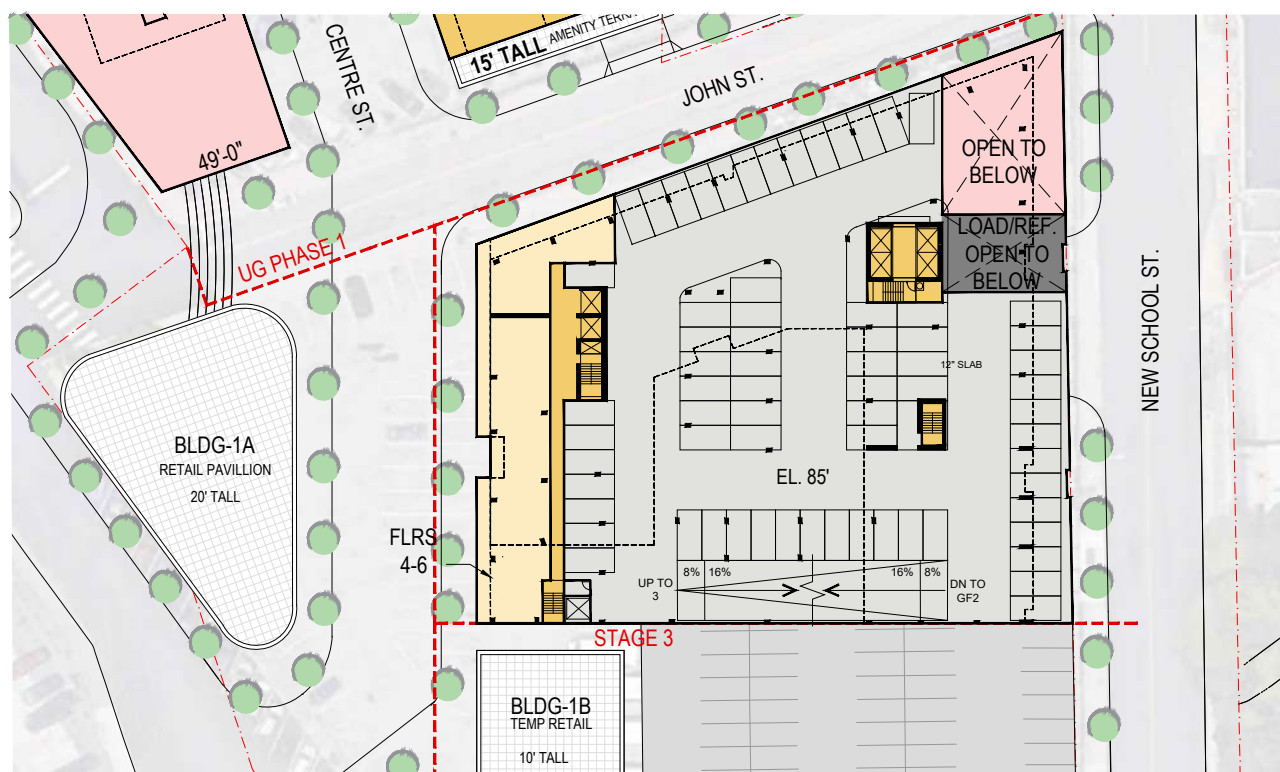 15' TALL
AMENITY TERR
CENTRE ST.
JOHN ST.
49'-0"
OPEN TO
BELOW
LOAD/REF.
OPEN TO
BELOW
UG PHASE 1
NEW SCHOOL ST.
12" SLAB
BLDG-1A
RETAIL PAVILLION
20' TALL
EL. 85'
FLRS
4-6
UP TO
3
8% 16%
16% 8%
DN TO
GF2
STAGE 3
BLDG-1B
TEMP RETAIL
10' TALL